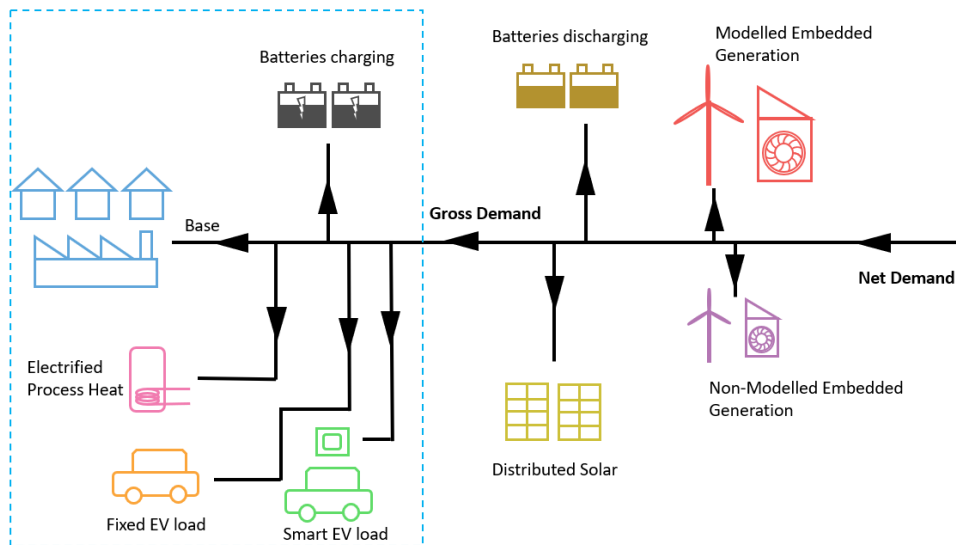 Batteries charging
Batteries discharging
Modelled Embedded
Generation
Base
Gross Demand
Net Demand
Electrified
Process Heat
Fixed EV load
Smart EV load
Distributed Solar
Non-Modelled Embedded
Generation